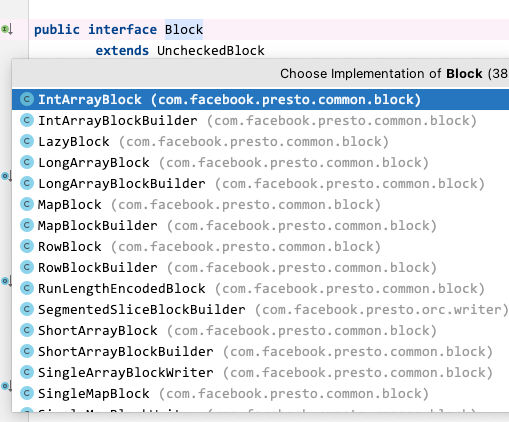 public interface Block
extends UncheckedBlock
Choose Implementation of Block (38
IntArrayBlock (com.facebook.presto.common.block)
IntArrayBlockBuilder (com.facebook.presto.common.block)
LazyBlock (com.facebook.presto.common.block)
LongArrayBlock (com.facebook.presto.common.block)
LongArrayBlockBuilder (com.facebook.presto.common.block)
MapBlock (com.facebook.presto.common.block)
MapBlockBuilder (com.facebook.presto.common.block)
RowBlock (com.facebook.presto.common.block)
RowBlockBuilder (com.facebook.presto.common.block)
RunLengthEncodedBlock (com.facebook.presto.common.block)
SegmentedSliceBlockBuilder (com.facebook.presto.orc.writer)
ShortArrayBlock (com.facebook.presto.common.block)
ShortArrayBlockBuilder (com.facebook.presto.common.block)
SingleArrayBlockWriter (com.facebook.presto.common.block)
SingleMapBlock (com.facebook.presto.common.block)